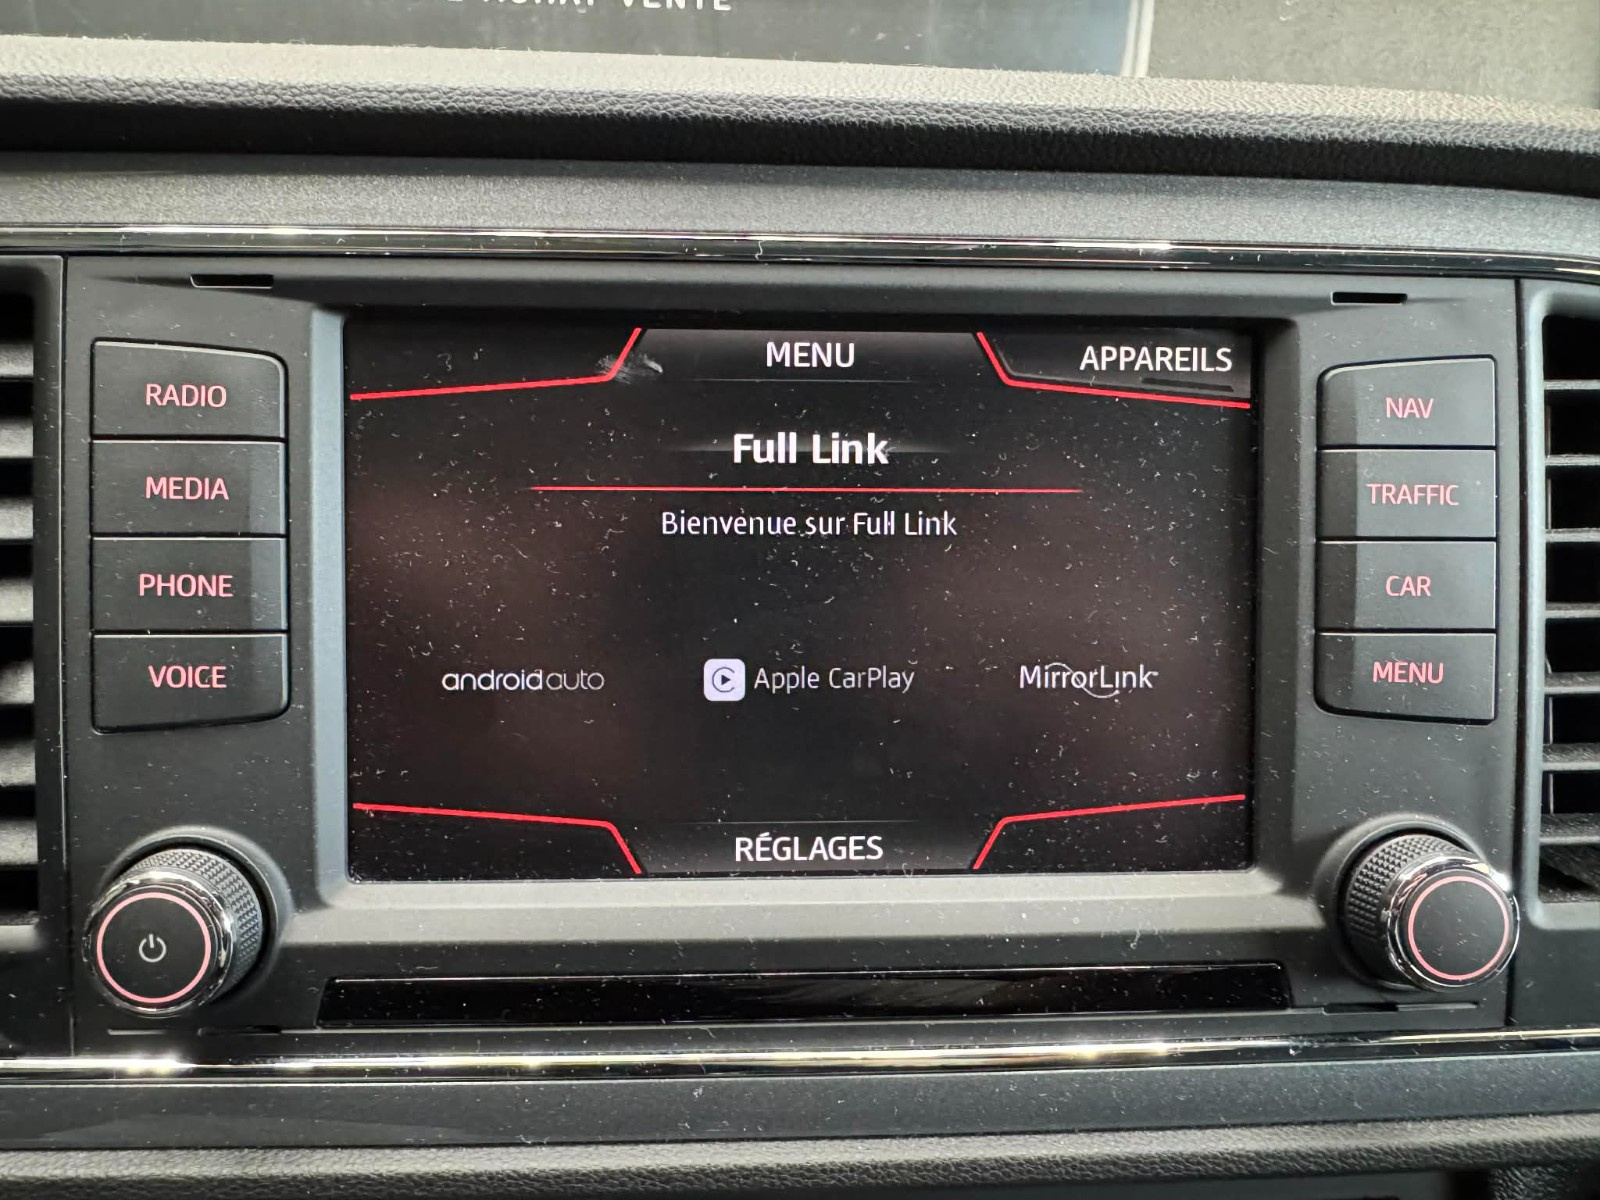 VENTE
MENU
APPAREILS
RADIO
MEDIA
PHONE
VOICE
Full Link
Bienvenue sur Full Link
androidauto
Apple CarPlay
MirrorLink
RÉGLAGES
NAV
TRAFFIC
CAR
MENU